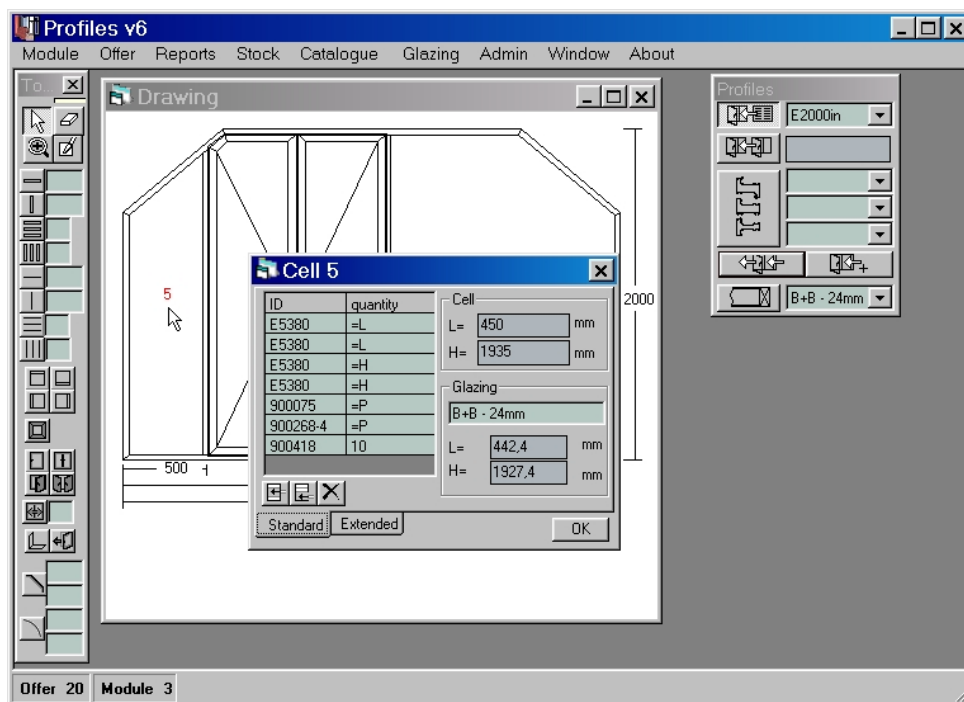 Profiles v6
Module Offer Reports Stock Catalogue Glazing Admin Window About
To...
Drawing
Profiles
E2000in
B+B - 24mm
5
2000
500
Cell 5
ID quantity
E5380 =L
E5380 =L
E5380 =H
E5380 =H
900075 =P
900268-4 =P
900418 10
Cell
L= 450 mm
H= 1935 mm
Glazing
B+B - 24mm
L= 442,4 mm
H= 1927,4 mm
Standard Extended
OK
Offer 20 Module 3